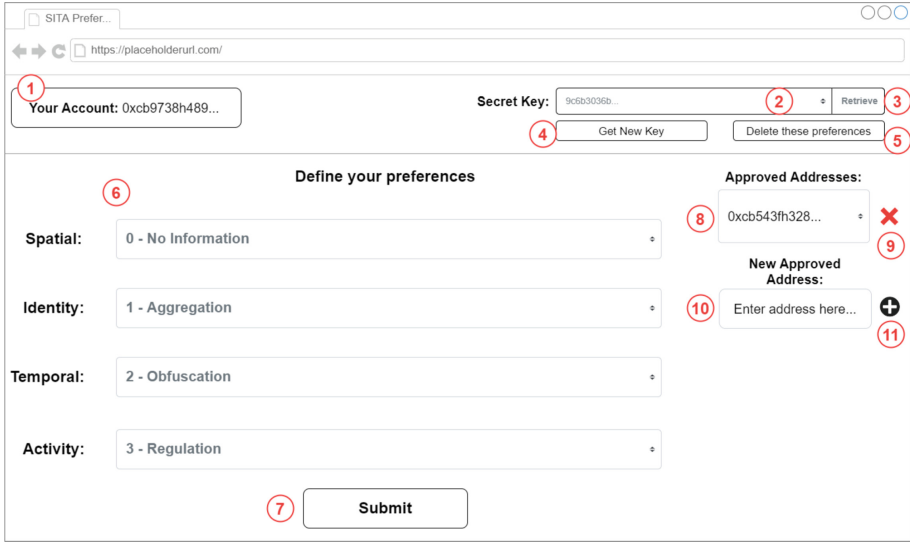 SITA Prefer...
https://placeholderurl.com/
1
Your Account: 0xcb9738h489...
Secret Key: 9c6b3036b... 2 Retrieve 3
4 Get New Key Delete these preferences 5
6 Define your preferences
Approved Addresses:
8 0xcb543fh328...
9
Spatial: 0 - No Information
New Approved
Address:
10 Enter address here...
11
Identity: 1 - Aggregation
Temporal: 2 - Obfuscation
Activity: 3 - Regulation
7 Submit